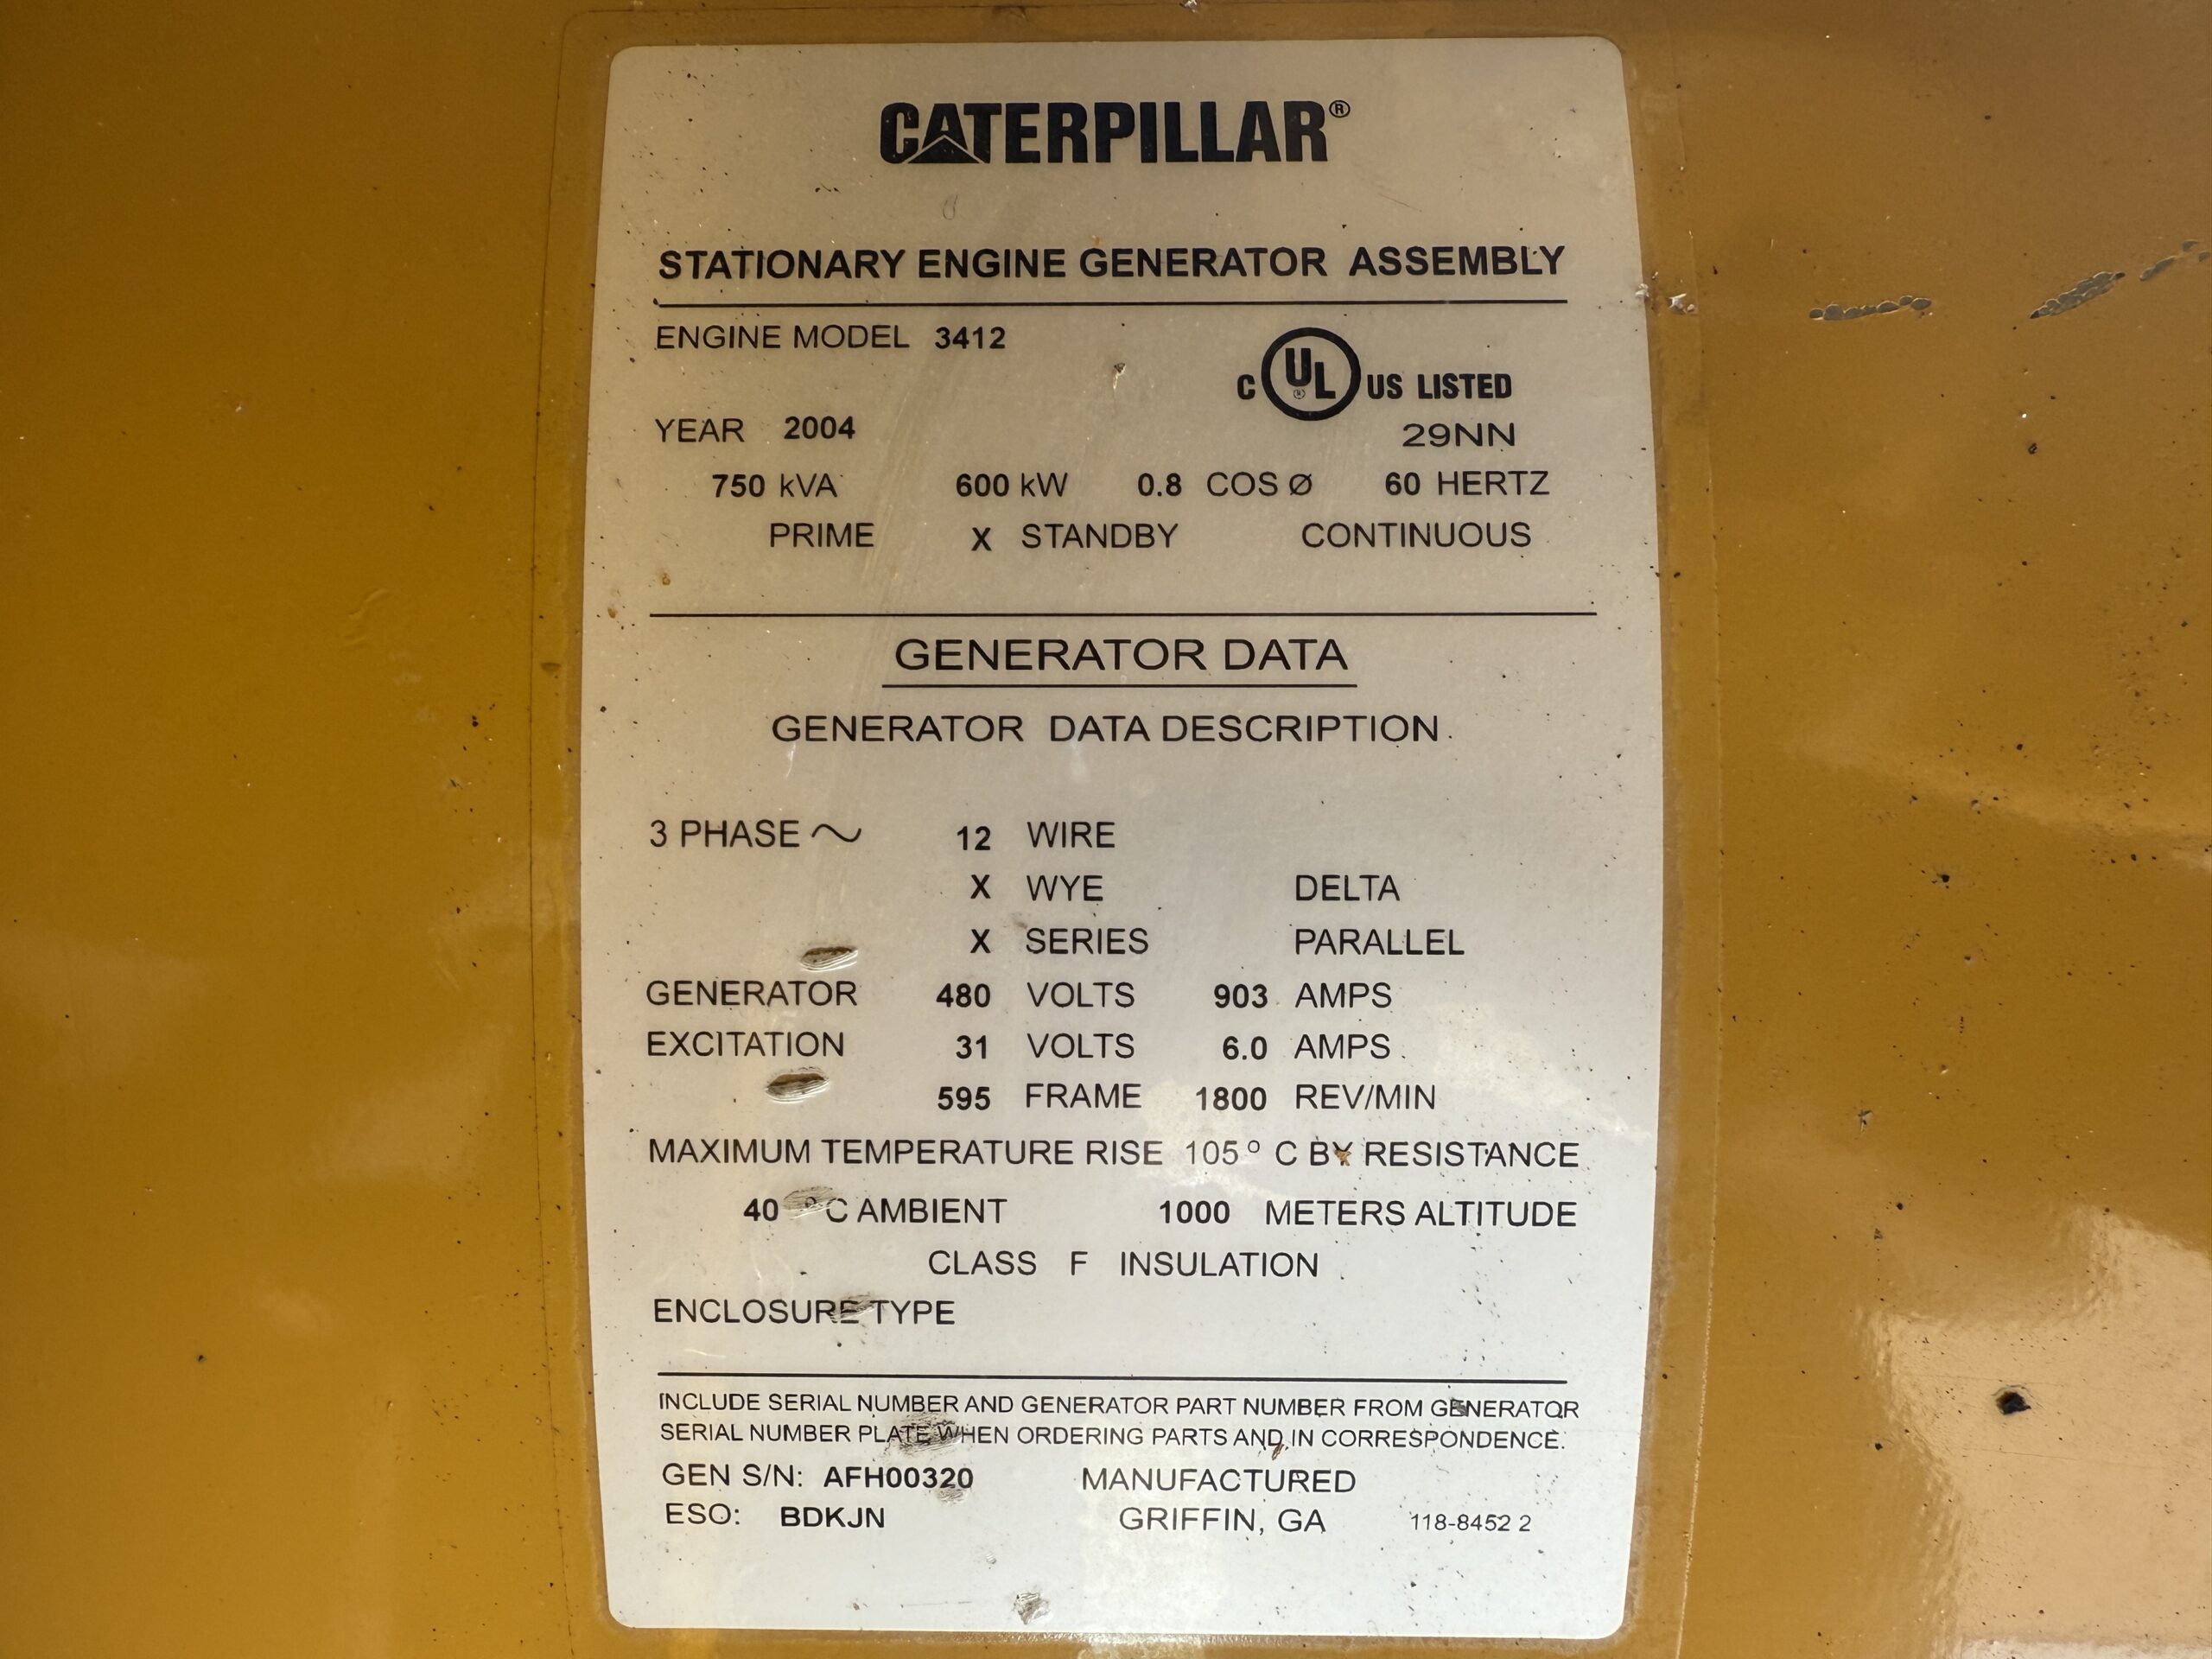 CATERPILLAR®
STATIONARY ENGINE GENERATOR ASSEMBLY
ENGINE MODEL 3412
C UL® US LISTED
YEAR 2004
29NN
750 kVA 600 kW 0.8 COS Ø 60 HERTZ
PRIME X STANDBY CONTINUOUS
GENERATOR DATA
GENERATOR DATA DESCRIPTION
3 PHASE ~ 12 WIRE
X WYE DELTA
X SERIES PARALLEL
GENERATOR 480 VOLTS 903 AMPS
EXCITATION 31 VOLTS 6.0 AMPS
595 FRAME 1800 REV/MIN
MAXIMUM TEMPERATURE RISE 105° C BY RESISTANCE
40 °C AMBIENT 1000 METERS ALTITUDE
CLASS F INSULATION
ENCLOSURE TYPE
INCLUDE SERIAL NUMBER AND GENERATOR PART NUMBER FROM GENERATOR
SERIAL NUMBER PLATE WHEN ORDERING PARTS AND IN CORRESPONDENCE.
GEN S/N: AFH00320 MANUFACTURED
ESO: BDKJN GRIFFIN, GA 118-8452 2